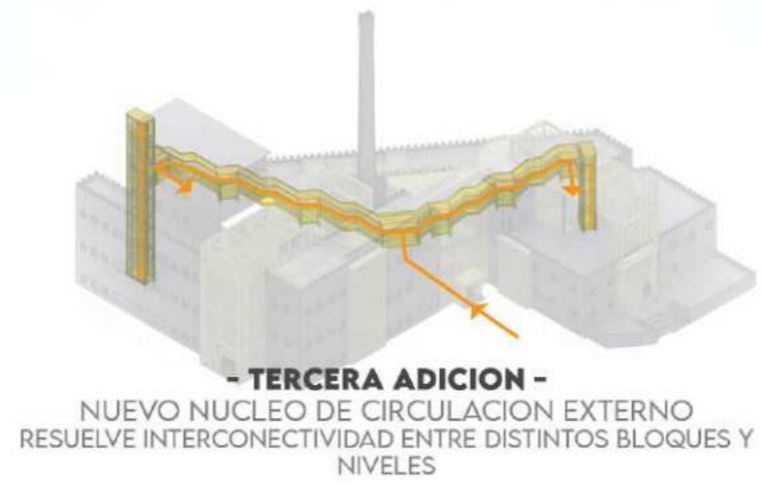 - TERCERA ADICION -
NUEVO NUCLEO DE CIRCULACION EXTERNO
RESUELVE INTERCONECTIVIDAD ENTRE DISTINTOS BLOQUES Y
NIVELES